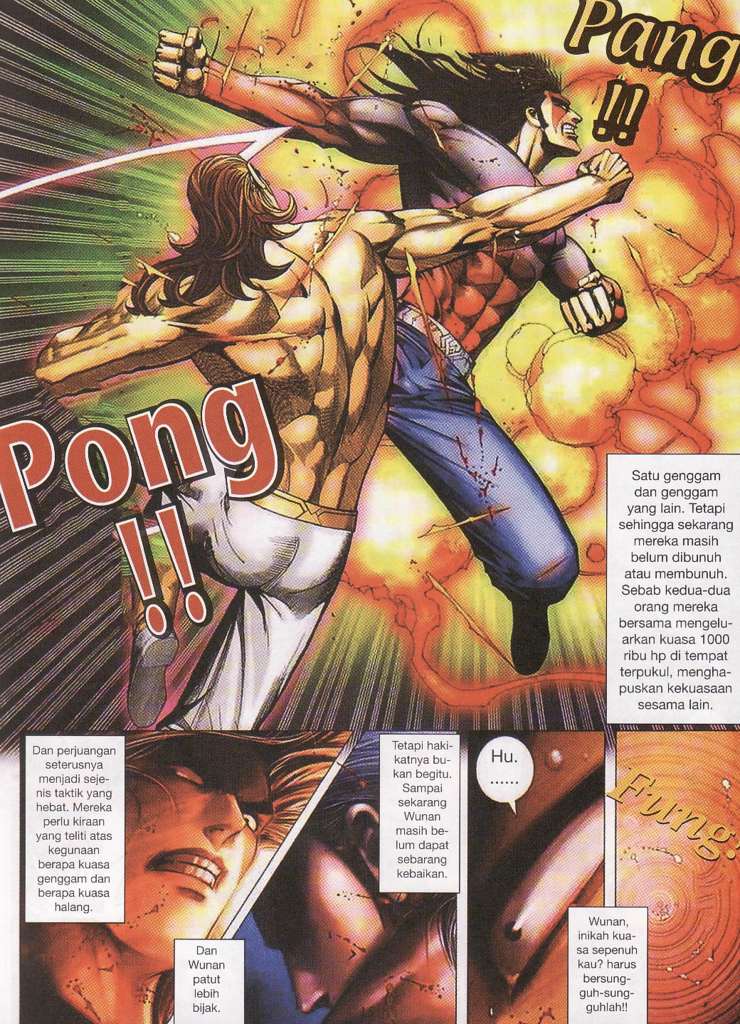 Pang
!!
Pong
!!
Satu genggam
dan genggam
yang lain. Tetapi
sehingga sekarang
mereka masih
belum dibunuh
atau membunuh.
Sebab kedua-dua
orang mereka
bersama mengelu-
arkan kuasa 1000
ribu hp di tempat
terpukul, mengha-
puskan kekuasaan
sesama lain.
Dan perjuangan
seterusnya
menjadi seje-
nis taktik yang
hebat. Mereka
perlu kiraan
yang teliti atas
kegunaan
berapa kuasa
genggam dan
berapa kuasa
halang.
Dan
Wunan
patut
lebih
bijak.
Tetapi haki-
katnya bu-
kan begitu.
Sampai
sekarang
Wunan
masih be-
lum dapat
sebarang
kebaikan.
Hu.
......
Fung!
Wunan,
inikah kua-
sa sepenuh
kau? harus
bersung-
guh-sung-
guhlah!!